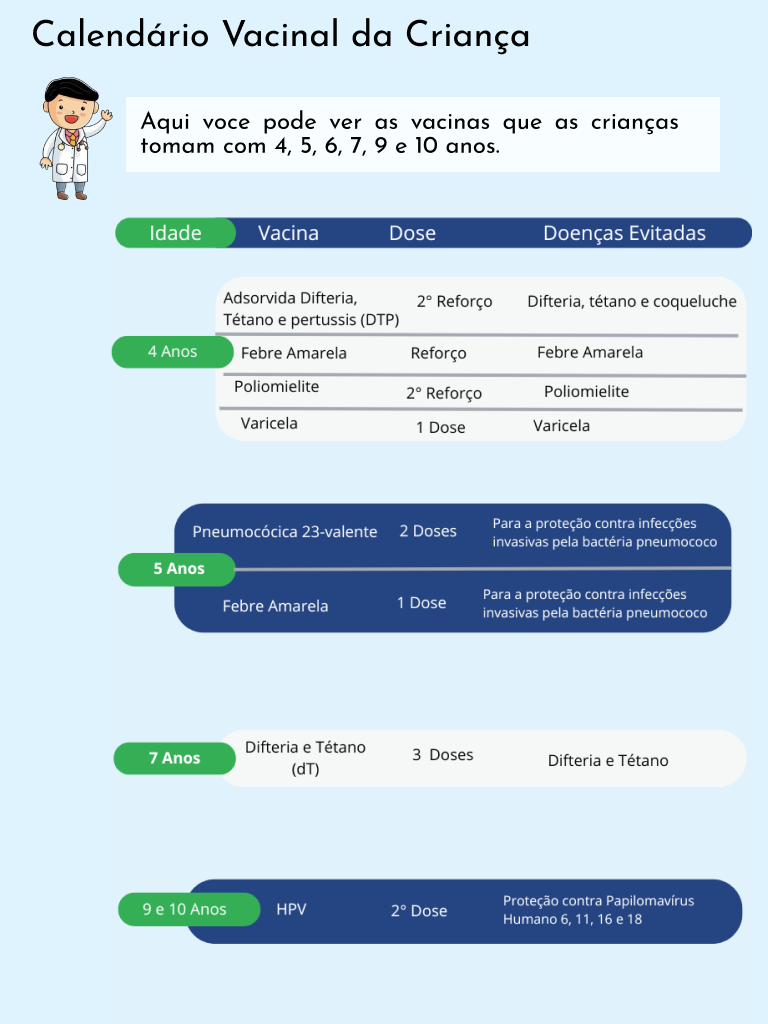 Calendário Vacinal da Criança
Aqui voce pode ver as vacinas que as crianças
tomam com 4, 5, 6, 7, 9 e 10 anos.
Idade Vacina Dose Doenças Evitadas
4 Anos
Adsorvida Difteria,
Tétano e pertussis (DTP)
2° Reforço
Difteria, tétano e coqueluche
Febre Amarela Reforço Febre Amarela
Poliomielite 2° Reforço Poliomielite
Varicela 1 Dose Varicela
5 Anos
Pneumocócica 23-valente 2 Doses
Para a proteção contra infecções
invasivas pela bactéria pneumococo
Febre Amarela 1 Dose
Para a proteção contra infecções
invasivas pela bactéria pneumococo
7 Anos
Difteria e Tétano
(dT)
3 Doses
Difteria e Tétano
9 e 10 Anos HPV 2° Dose
Proteção contra Papilomavírus
Humano 6, 11, 16 e 18